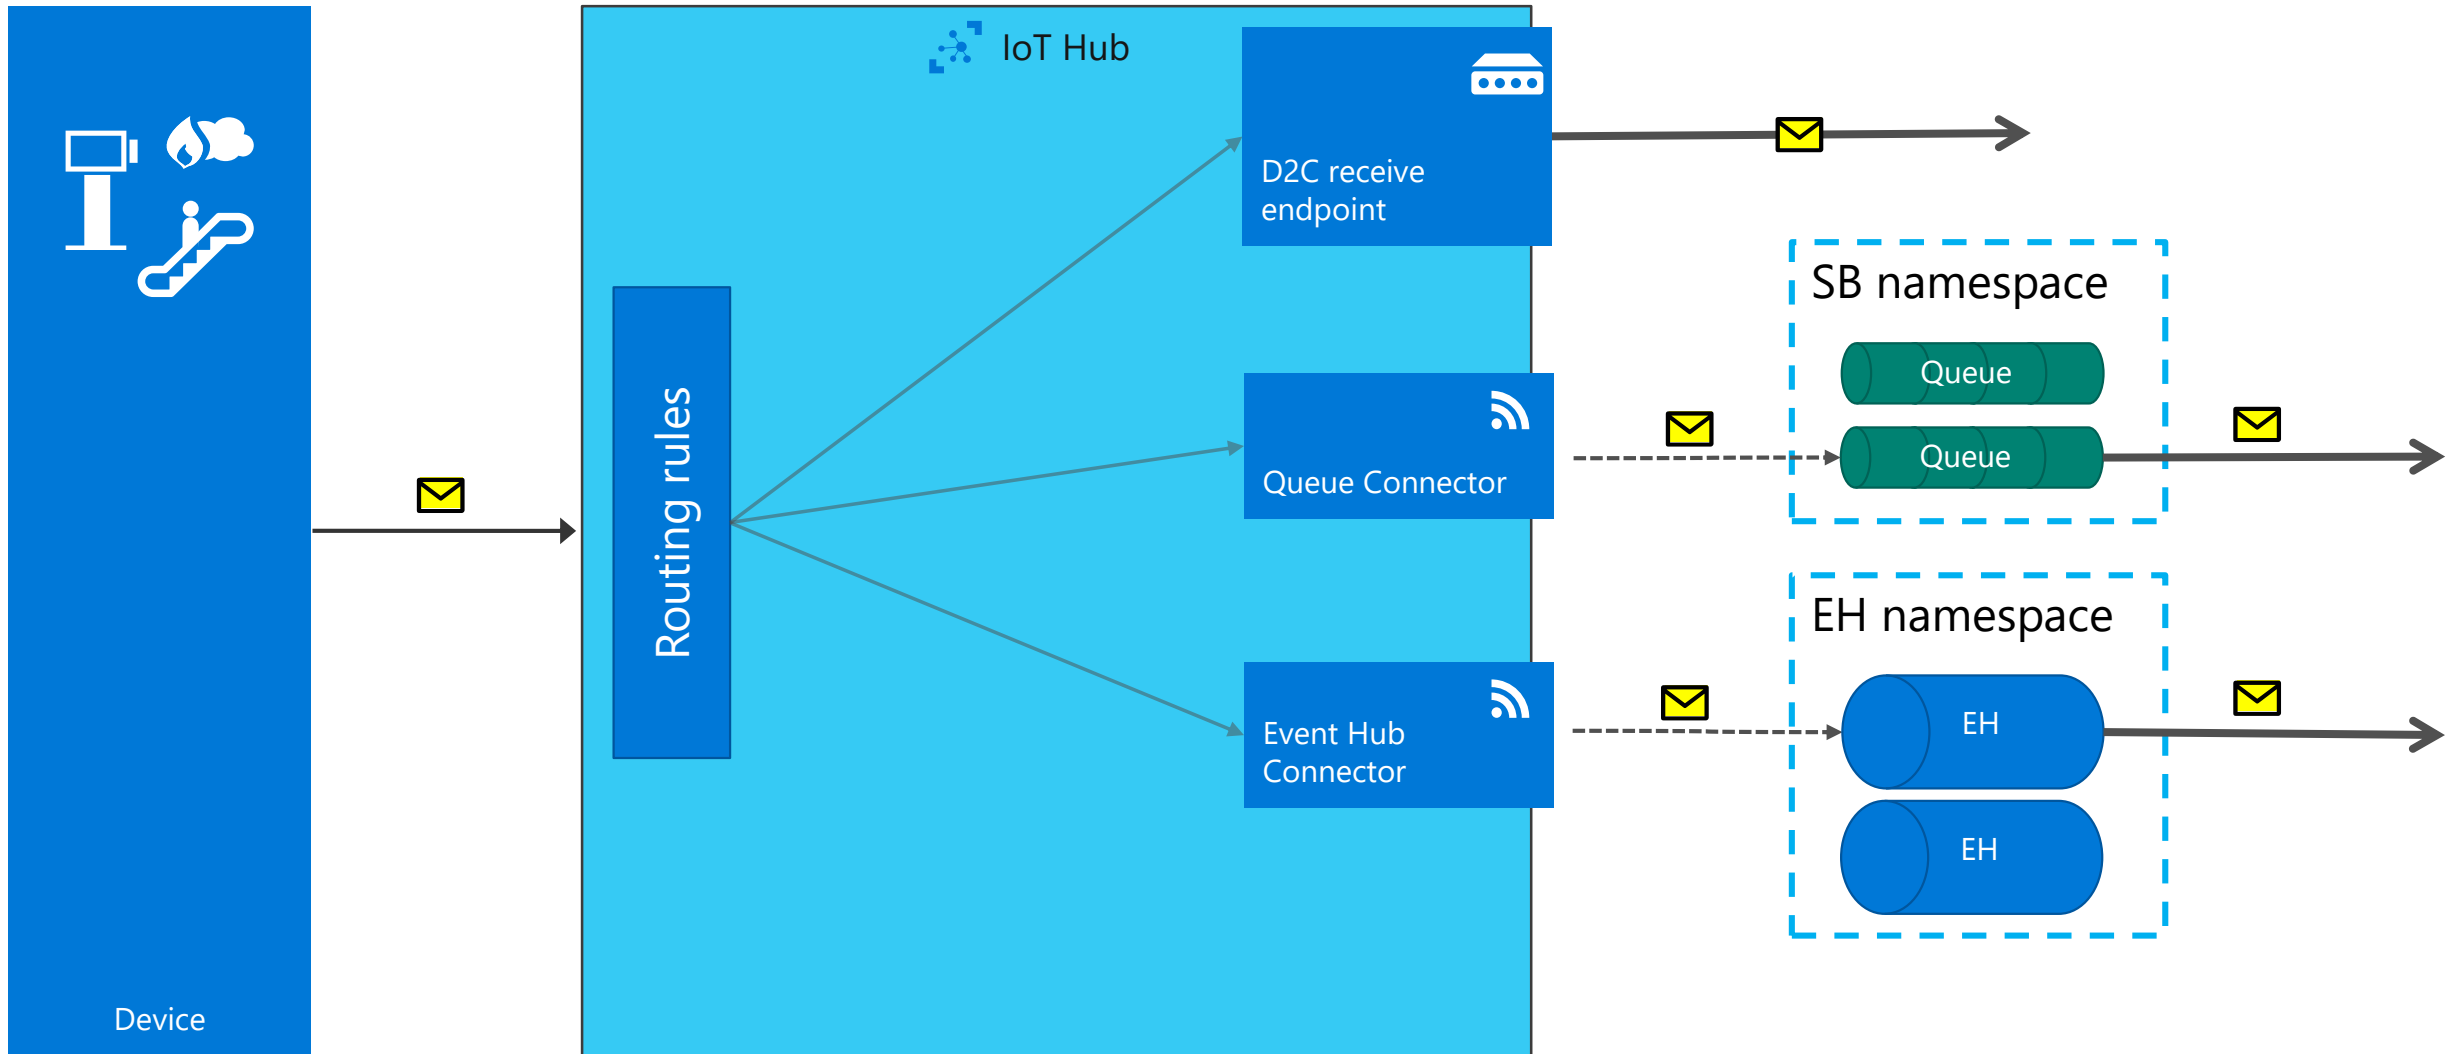 IoT Hub
D2C receive
endpoint
SB namespace
Queue
Queue
Routing rules
Queue Connector
EH namespace
Event Hub
Connector
EH
EH
Device